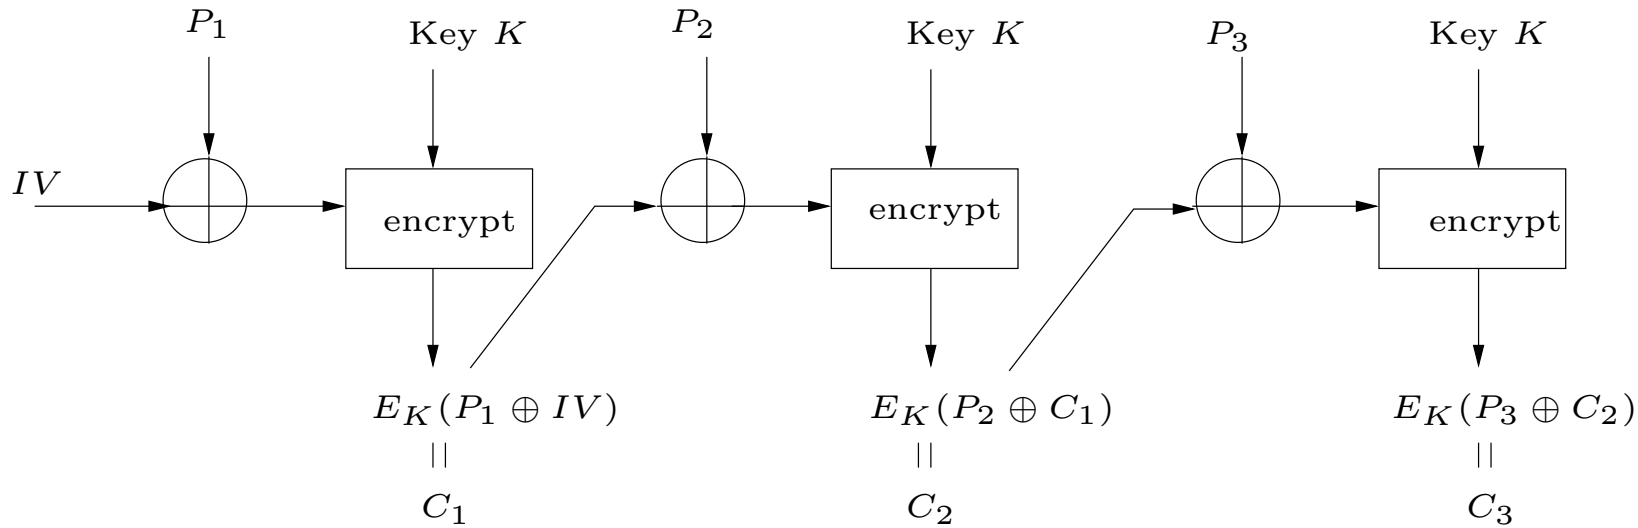 P₁ Key K P₂ Key K P₃ Key K
IV
encrypt encrypt encrypt
E_K(P₁ ⊕ IV) E_K(P₂ ⊕ C₁) E_K(P₃ ⊕ C₂)
|| || ||
C₁ C₂ C₃